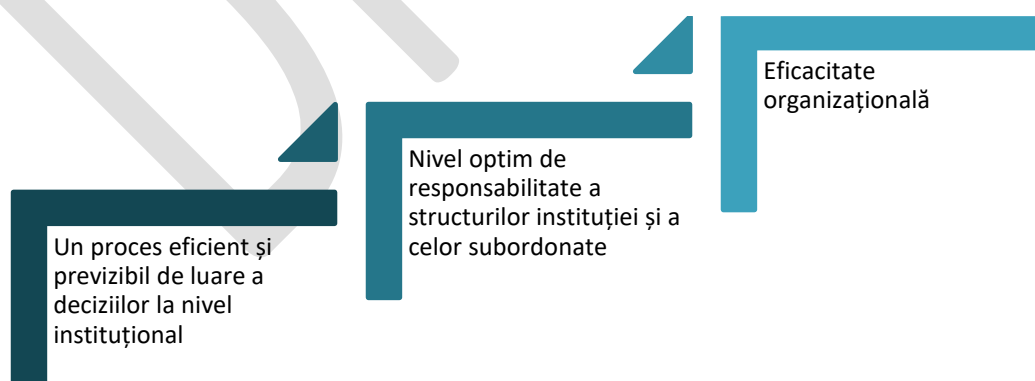 Un proces eficient și
previzibil de luare a
deciziilor la nivel
instituțional
Nivel optim de
responsabilitate a
structurilor instituției și a
celor subordonate
Eficacitate
organizațională